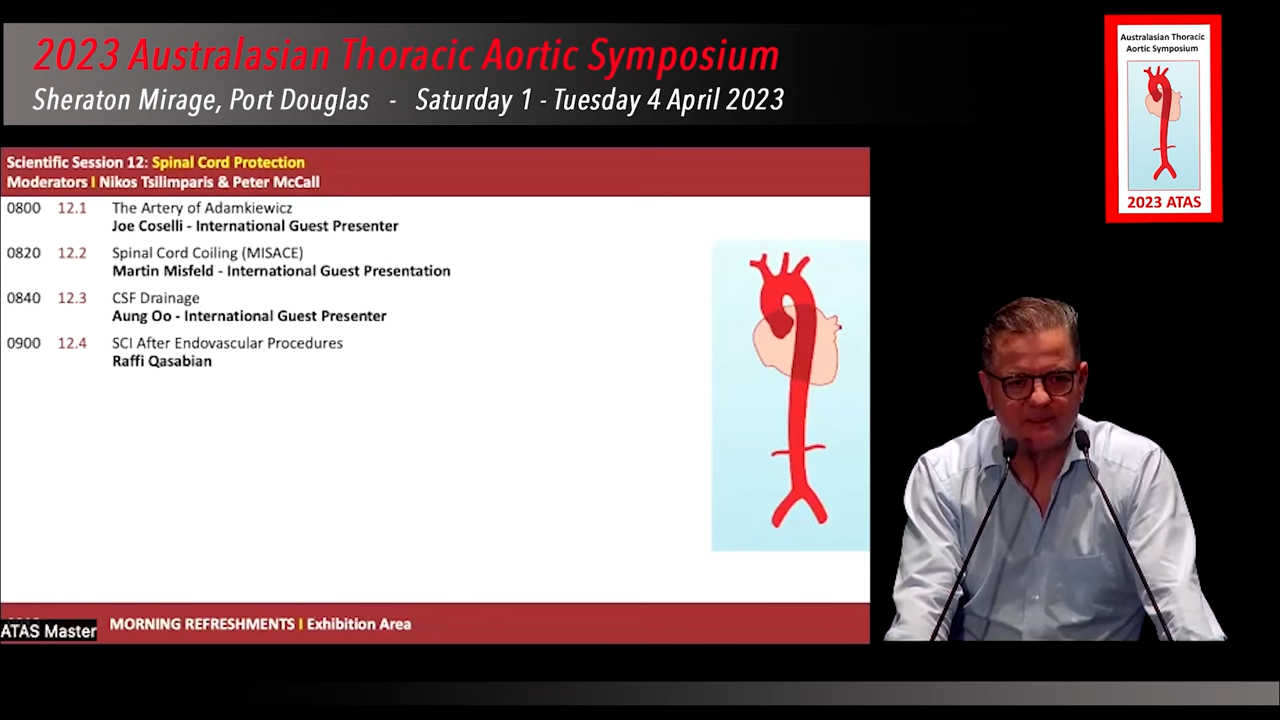 2023 Australasian Thoracic Aortic Symposium
Sheraton Mirage, Port Douglas - Saturday 1 - Tuesday 4 April 2023
Australasian Thoracic
Aortic Symposium
2023 ATAS
Scientific Session 12: Spinal Cord Protection
Moderators I Nikos Tsilimparis & Peter McCall
0800 12.1 The Artery of Adamkiewicz
Joe Coselli - International Guest Presenter
0820 12.2 Spinal Cord Coiling (MISACE)
Martin Misfeld - International Guest Presentation
0840 12.3 CSF Drainage
Aung Oo - International Guest Presenter
0900 12.4 SCI After Endovascular Procedures
Raffi Qasabian
MORNING REFRESHMENTS I Exhibition Area
ATAS Master